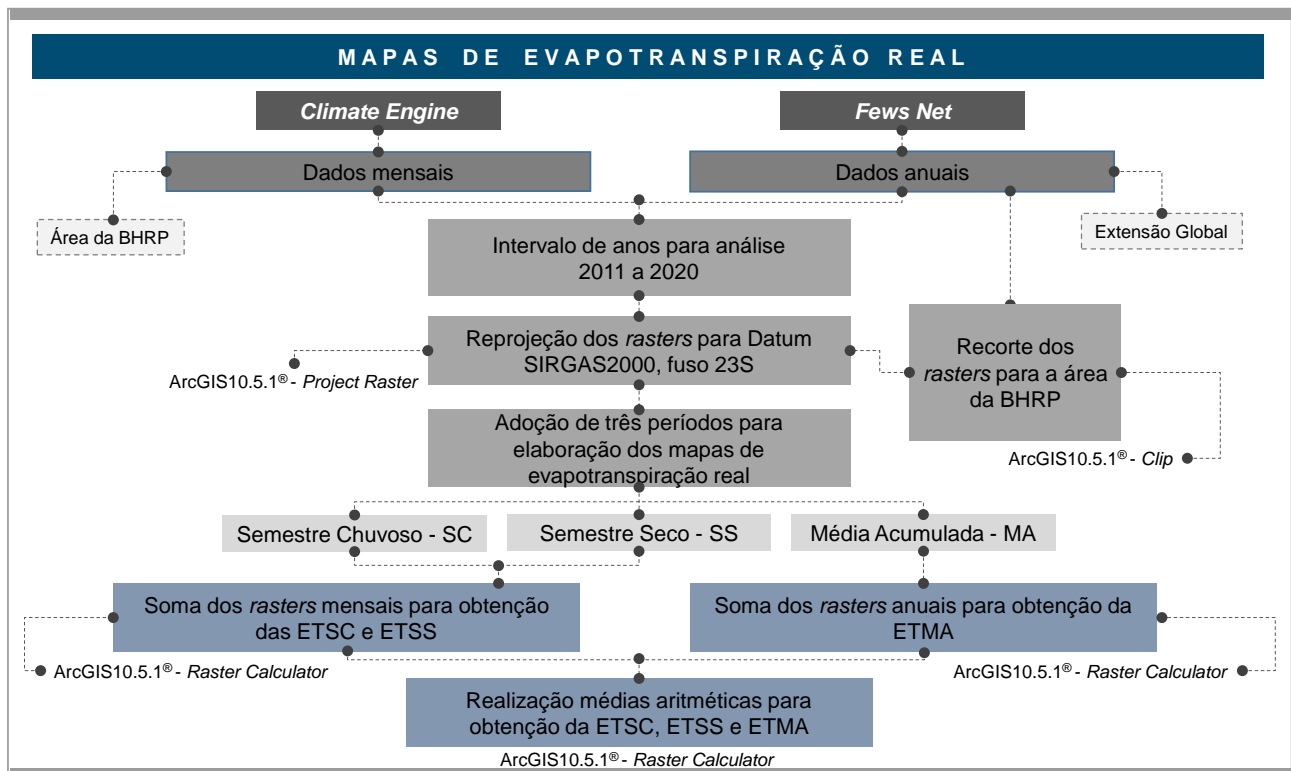 MAPAS DE EVAPOTRANSPIRAÇÃO REAL
Climate Engine
Fews Net
Dados mensais
Dados anuais
Área da BHRP
Extensão Global
Intervalo de anos para análise
2011 a 2020
Reprojeção dos rasters para Datum
SIRGAS2000, fuso 23S
ArcGIS10.5.1® - Project Raster
Recorte dos
rasters para a área
da BHRP
ArcGIS10.5.1® - Clip
Adoção de três períodos para
elaboração dos mapas de
evapotranspiração real
Semestre Chuvoso - SC
Semestre Seco - SS
Média Acumulada - MA
Soma dos rasters mensais para obtenção
das ETSC e ETSS
Soma dos rasters anuais para obtenção da
ETMA
ArcGIS10.5.1® - Raster Calculator
ArcGIS10.5.1® - Raster Calculator
Realização médias aritméticas para
obtenção da ETSC, ETSS e ETMA
ArcGIS10.5.1® - Raster Calculator